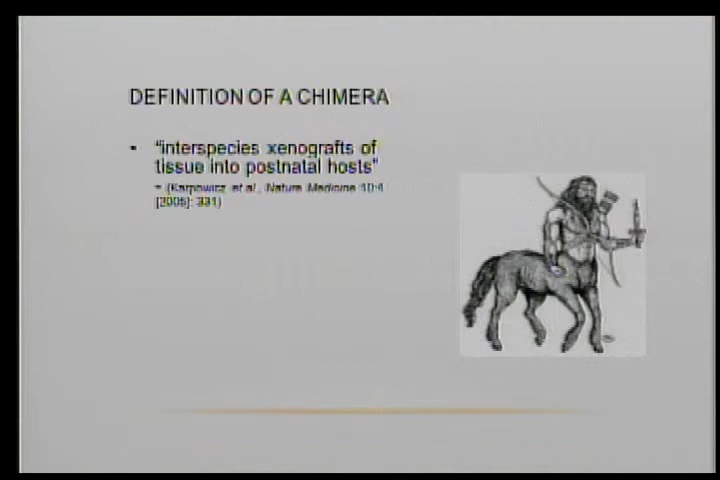 DEFINITION OF A CHIMERA
• "interspecies xenografts of
tissue into postnatal hosts"
– (Karpowicz et al., Nature Medicine 10:4
[2005]: 331)